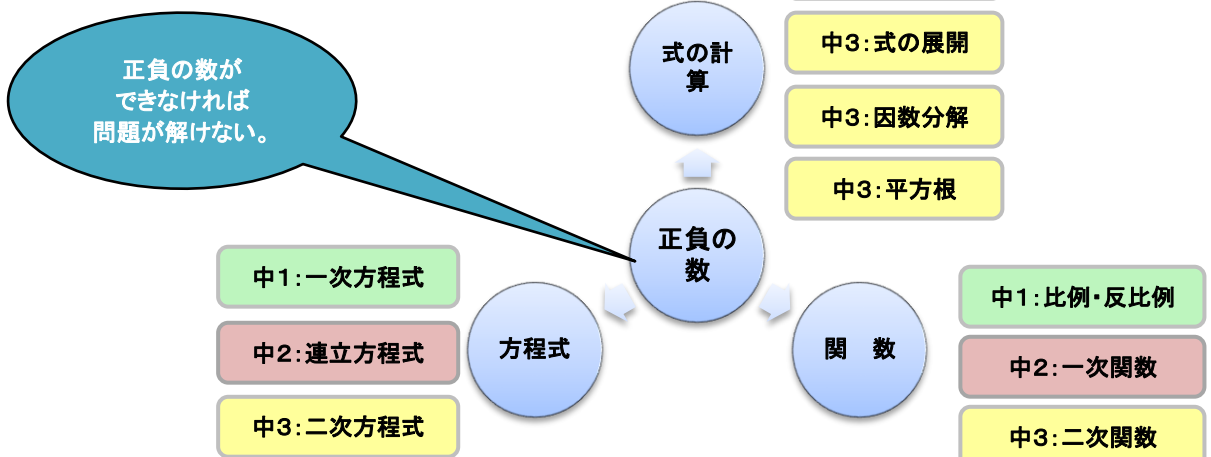 正負の数が
できなければ
問題が解けない。
式の計
算
中３：式の展開
中３：因数分解
中３：平方根
正負の
数
中１：一次方程式
中２：連立方程式
中３：二次方程式
方程式
関　数
中１：比例・反比例
中２：一次関数
中３：二次関数